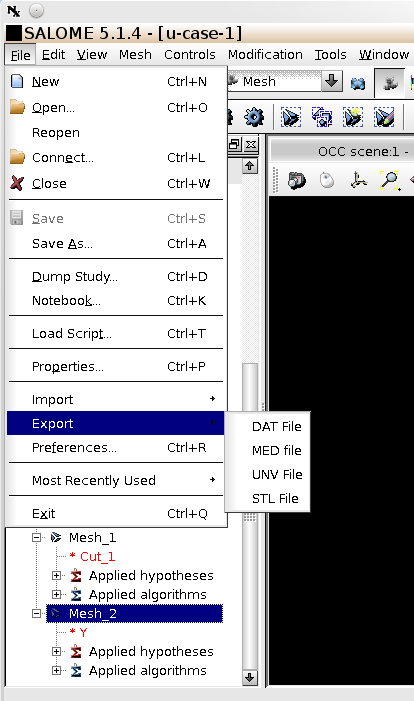 SALOME 5.1.4 - [u-case-1]
File Edit View Mesh Controls Modification Tools Window
New Ctrl+N
Mesh
Open... Ctrl+O
Reopen
Connect... Ctrl+L
OCC scene:1 -
Close Ctrl+W
Save Ctrl+S
Save As... Ctrl+A
Dump Study... Ctrl+D
Notebook... Ctrl+K
Load Script... Ctrl+T
Properties... Ctrl+P
Import
Export
DAT File
Preferences... Ctrl+R
MED file
UNV File
Most Recently Used
STL File
Exit Ctrl+Q
Mesh_1
* Cut_1
Applied hypotheses
Applied algorithms
Mesh_2
* Y
Applied hypotheses
Applied algorithms